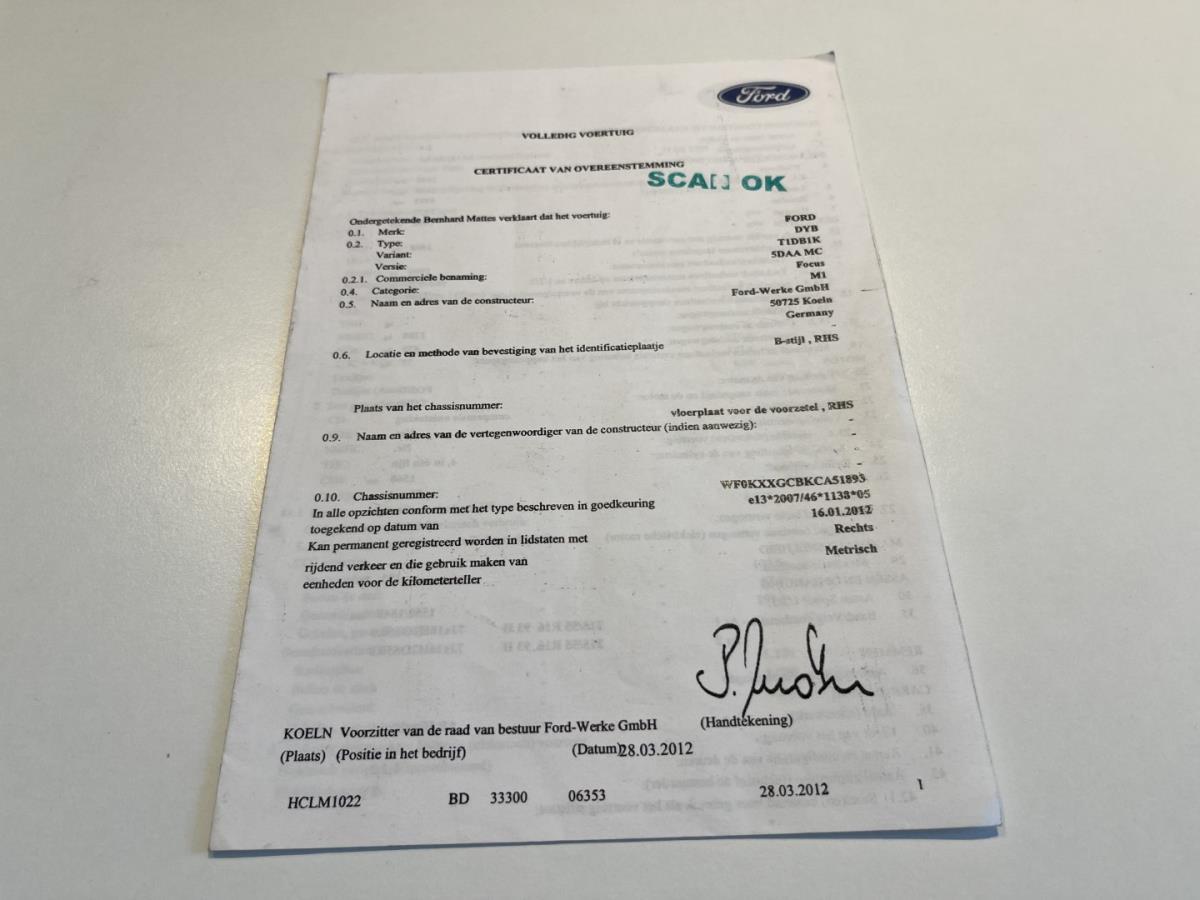 Ford
VOLLEDIG VOERTUIG
CERTIFICAAT VAN OVEREENSTEMMING
SCA OK
Ondergetekende Bernhard Mattes verklaart dat het voertuig:
0.1. Merk: FORD
0.2. Type: DYB
Variant: T1DB1K
Versie: 5DAA MC
0.2.1. Commerciele benaming: Focus
0.4. Categorie: M1
0.5. Naam en adres van de constructeur: Ford-Werke GmbH
50725 Koeln
Germany
-
0.6. Locatie en methode van bevestiging van het identificatieplaatje B-stijl , RHS
Plaats van het chassisnummer: vloerplaat voor de voorzetel , RHS
0.9. Naam en adres van de vertegenwoordiger van de constructeur (indien aanwezig): -
-
-
0.10. Chassisnummer: WF0KXXGCBKCA51893
In alle opzichten conform met het type beschreven in goedkeuring e13*2007/46*1138*05
toegekend op datum van 16.01.2012
Kan permanent geregistreerd worden in lidstaten met Rechts
rijdend verkeer en die gebruik maken van Metrisch
eenheden voor de kilometerteller
KOELN Voorzitter van de raad van bestuur Ford-Werke GmbH (Handtekening)
(Plaats) (Positie in het bedrijf) (Datum) 28.03.2012
HCLM1022 BD 33300 06353 28.03.2012 1